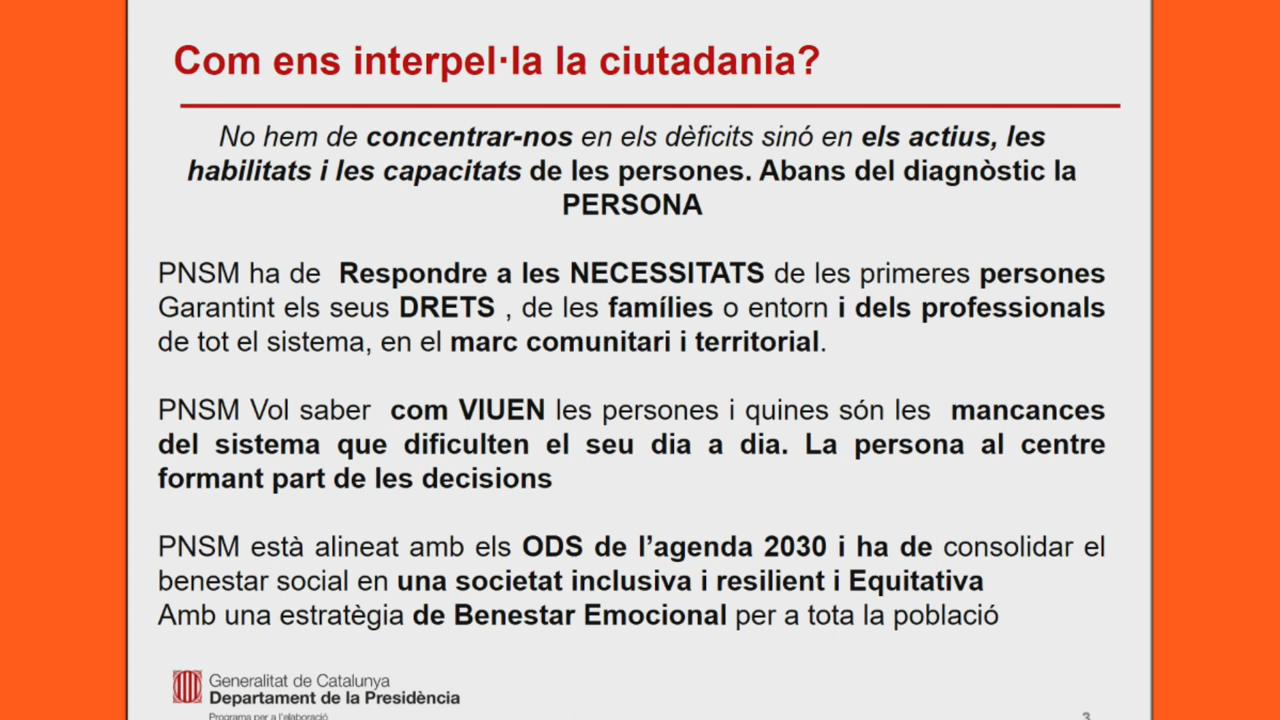 Com ens interpel·la la ciutadania?
No hem de concentrar-nos en els dèficits sinó en els actius, les
habilitats i les capacitats de les persones. Abans del diagnòstic la
PERSONA
PNSM ha de Respondre a les NECESSITATS de les primeres persones
Garantint els seus DRETS , de les famílies o entorn i dels professionals
de tot el sistema, en el marc comunitari i territorial.
PNSM Vol saber com VIUEN les persones i quines són les mancances
del sistema que dificulten el seu dia a dia. La persona al centre
formant part de les decisions
PNSM està alineat amb els ODS de l’agenda 2030 i ha de consolidar el
benestar social en una societat inclusiva i resilient i Equitativa
Amb una estratègia de Benestar Emocional per a tota la població
Generalitat de Catalunya
Departament de la Presidència
Programa per a l'elaboració
3